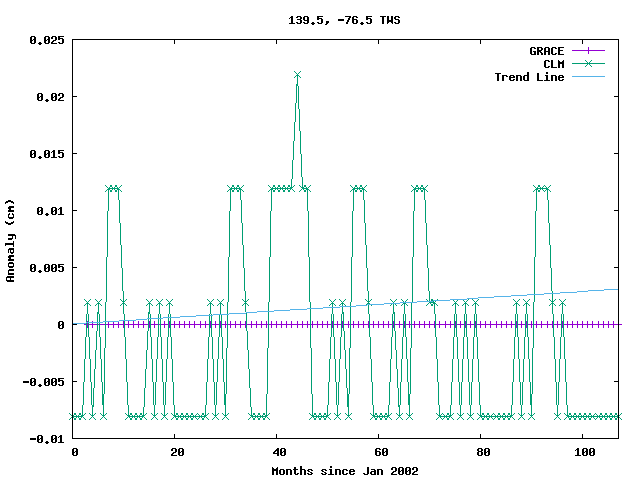 139.5, -76.5 TWS
GRACE
CLM
Trend Line
Anomaly (cm)
0.025
0.02
0.015
0.01
0.005
0
-0.005
-0.01
0 20 40 60 80 100
Months since Jan 2002